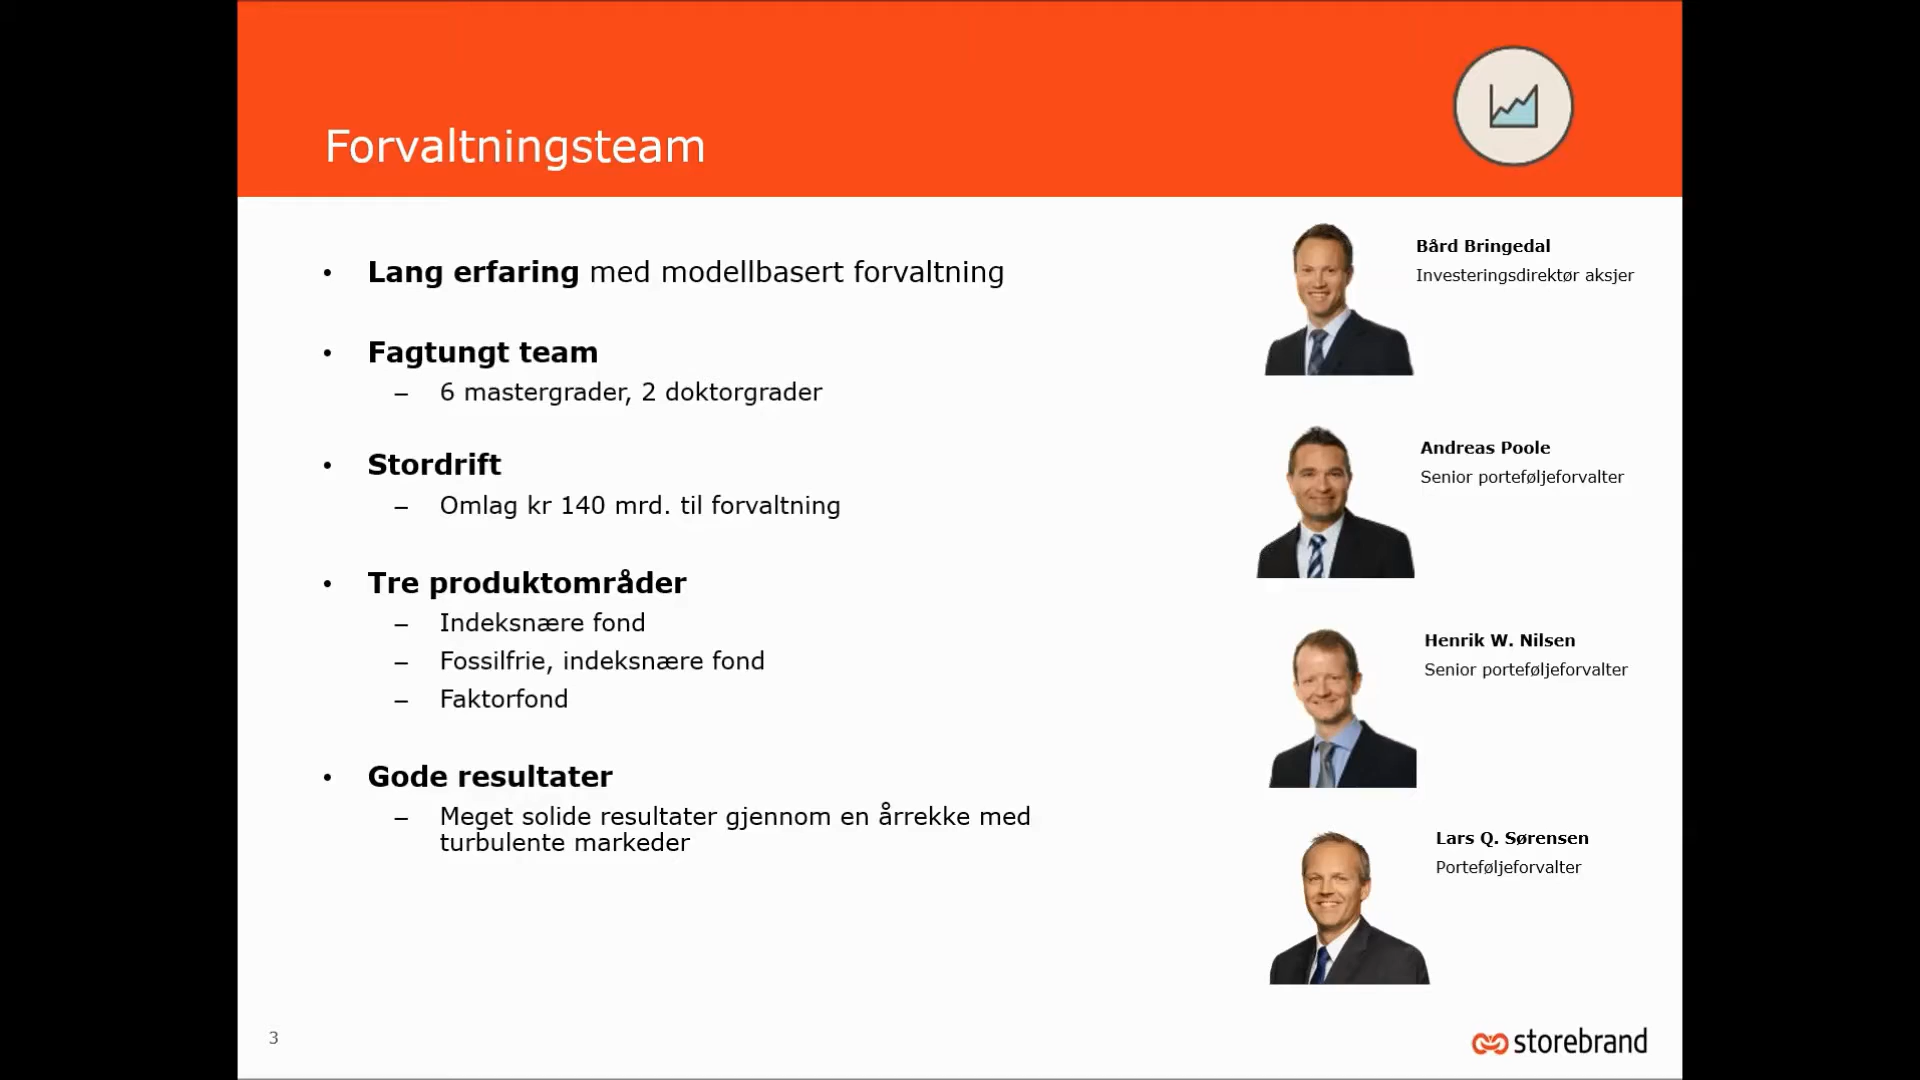 Forvaltningsteam
• Lang erfaring med modellbasert forvaltning
• Fagtungt team
– 6 mastergrader, 2 doktorgrader
• Stordrift
– Omlag kr 140 mrd. til forvaltning
• Tre produktområder
– Indeksnære fond
– Fossilfrie, indeksnære fond
– Faktorfond
• Gode resultater
– Meget solide resultater gjennom en årrekke med
turbulente markeder
Bård Bringedal
Investeringsdirektør aksjer
Andreas Poole
Senior porteføljeforvalter
Henrik W. Nilsen
Senior porteføljeforvalter
Lars Q. Sørensen
Porteføljeforvalter
3
storebrand